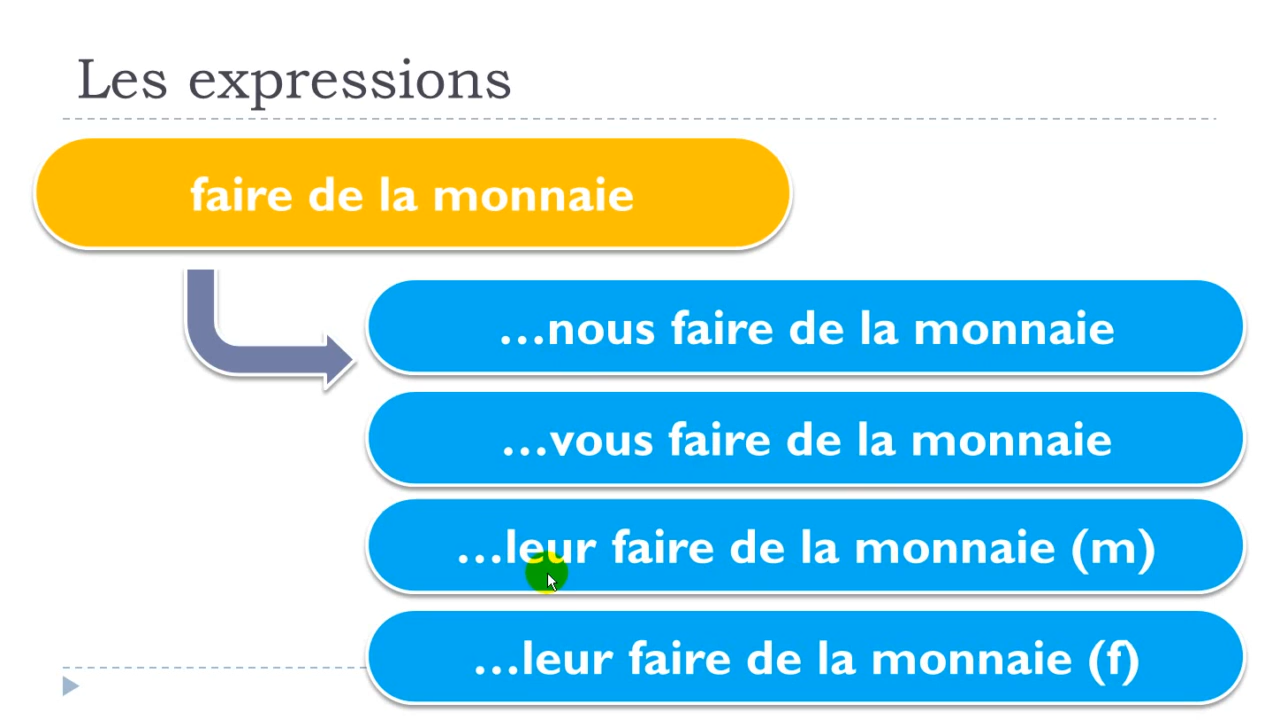 Les expressions
faire de la monnaie
...nous faire de la monnaie
...vous faire de la monnaie
...leur faire de la monnaie (m)
...leur faire de la monnaie (f)